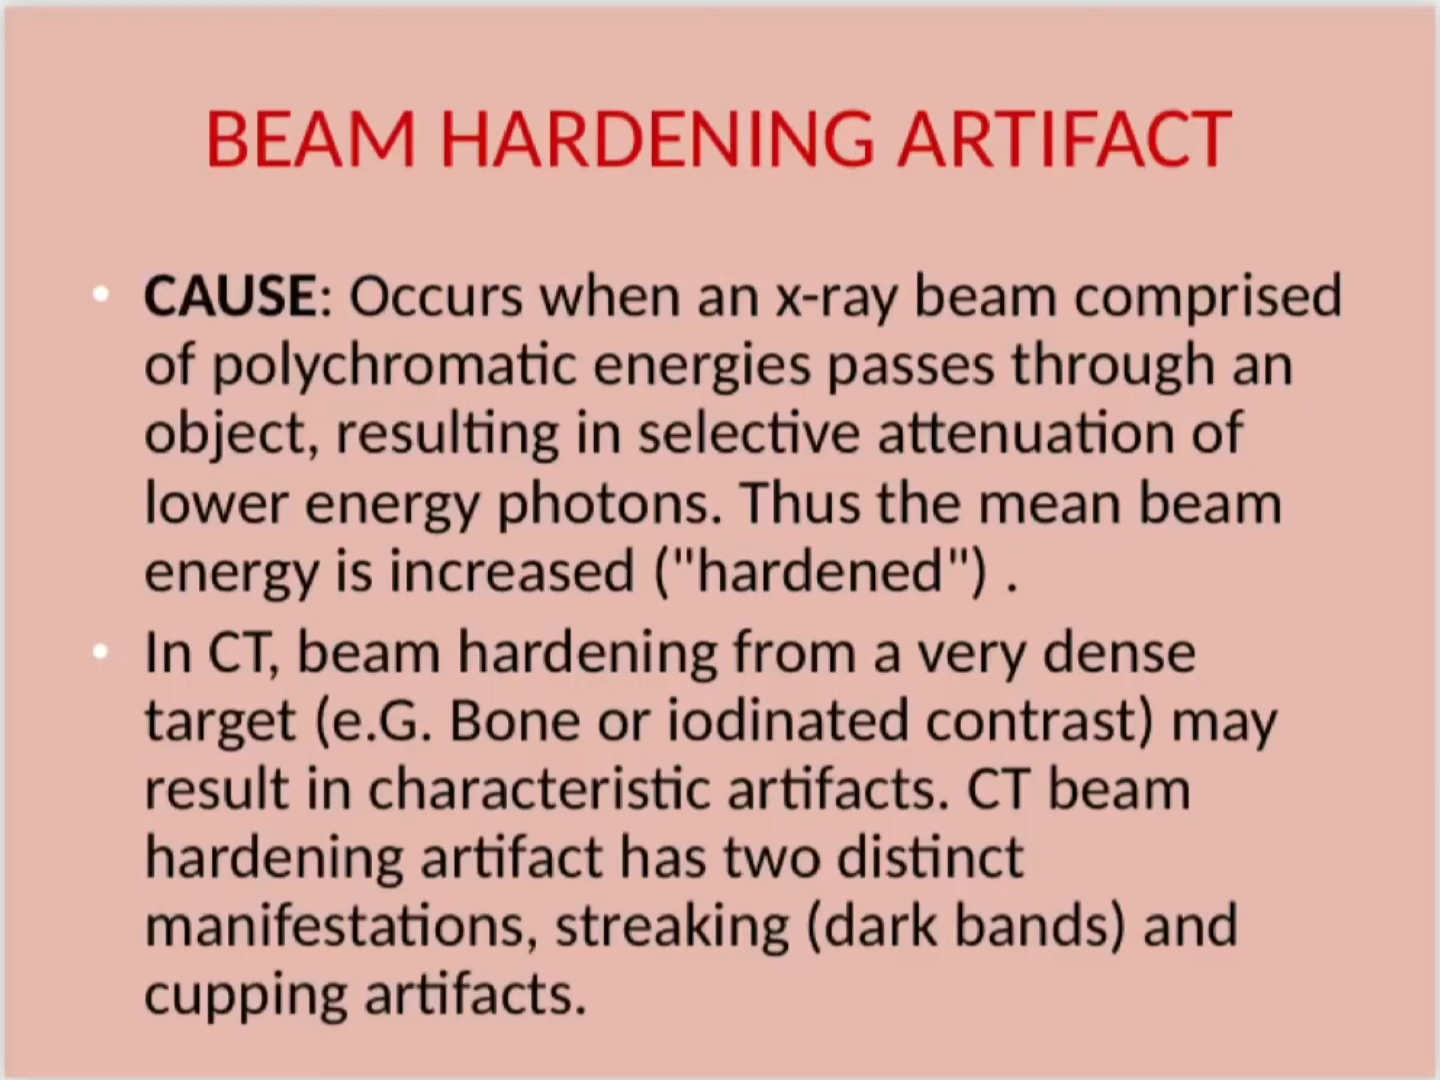 BEAM HARDENING ARTIFACT
• CAUSE: Occurs when an x-ray beam comprised
of polychromatic energies passes through an
object, resulting in selective attenuation of
lower energy photons. Thus the mean beam
energy is increased ("hardened") .
• In CT, beam hardening from a very dense
target (e.G. Bone or iodinated contrast) may
result in characteristic artifacts. CT beam
hardening artifact has two distinct
manifestations, streaking (dark bands) and
cupping artifacts.